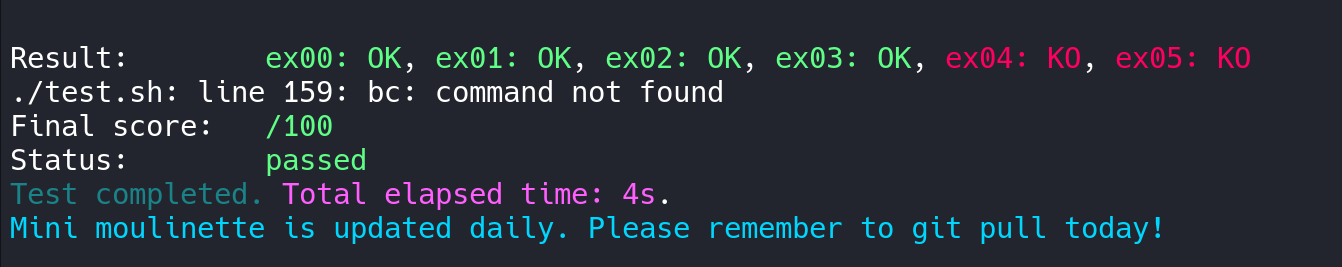 Result: ex00: OK, ex01: OK, ex02: OK, ex03: OK, ex04: KO, ex05: KO
./test.sh: line 159: bc: command not found
Final score: /100
Status: passed
Test completed. Total elapsed time: 4s.
Mini moulinette is updated daily. Please remember to git pull today!